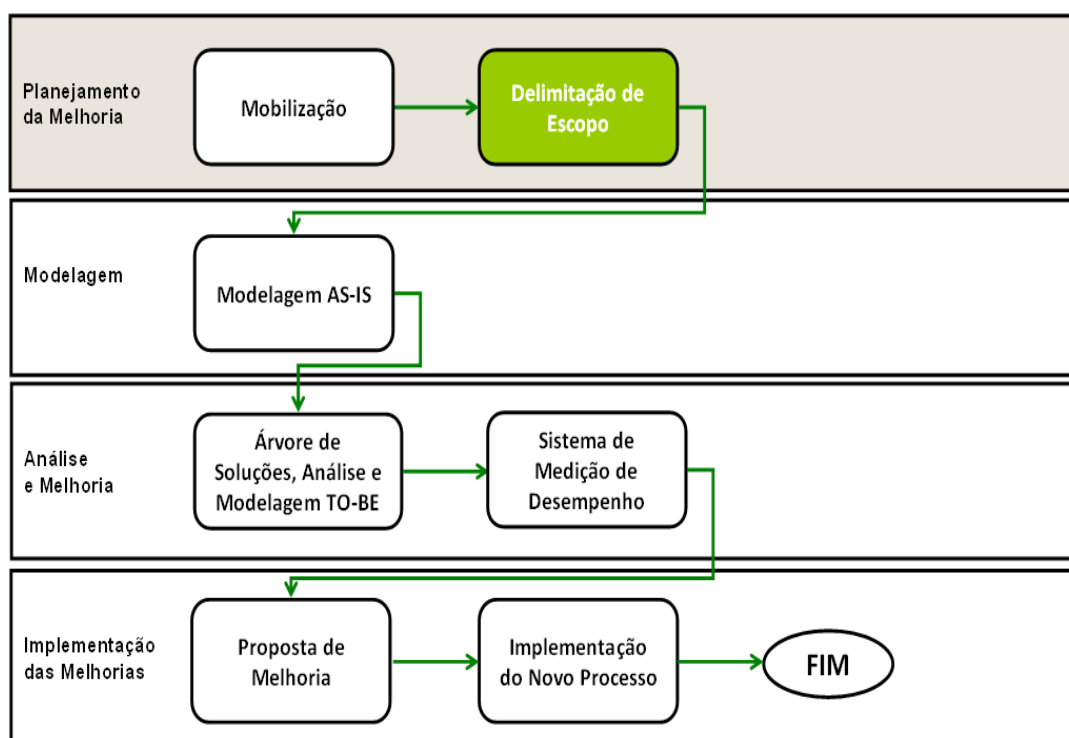 Planejamento
da Melhoria
Mobilização
Delimitação de
Escopo
Modelagem
Modelagem AS-IS
Análise
e Melhoria
Árvore de
Soluções, Análise e
Modelagem TO-BE
Sistema de
Medição de
Desempenho
Implementação
das Melhorias
Proposta de
Melhoria
Implementação
do Novo Processo
FIM